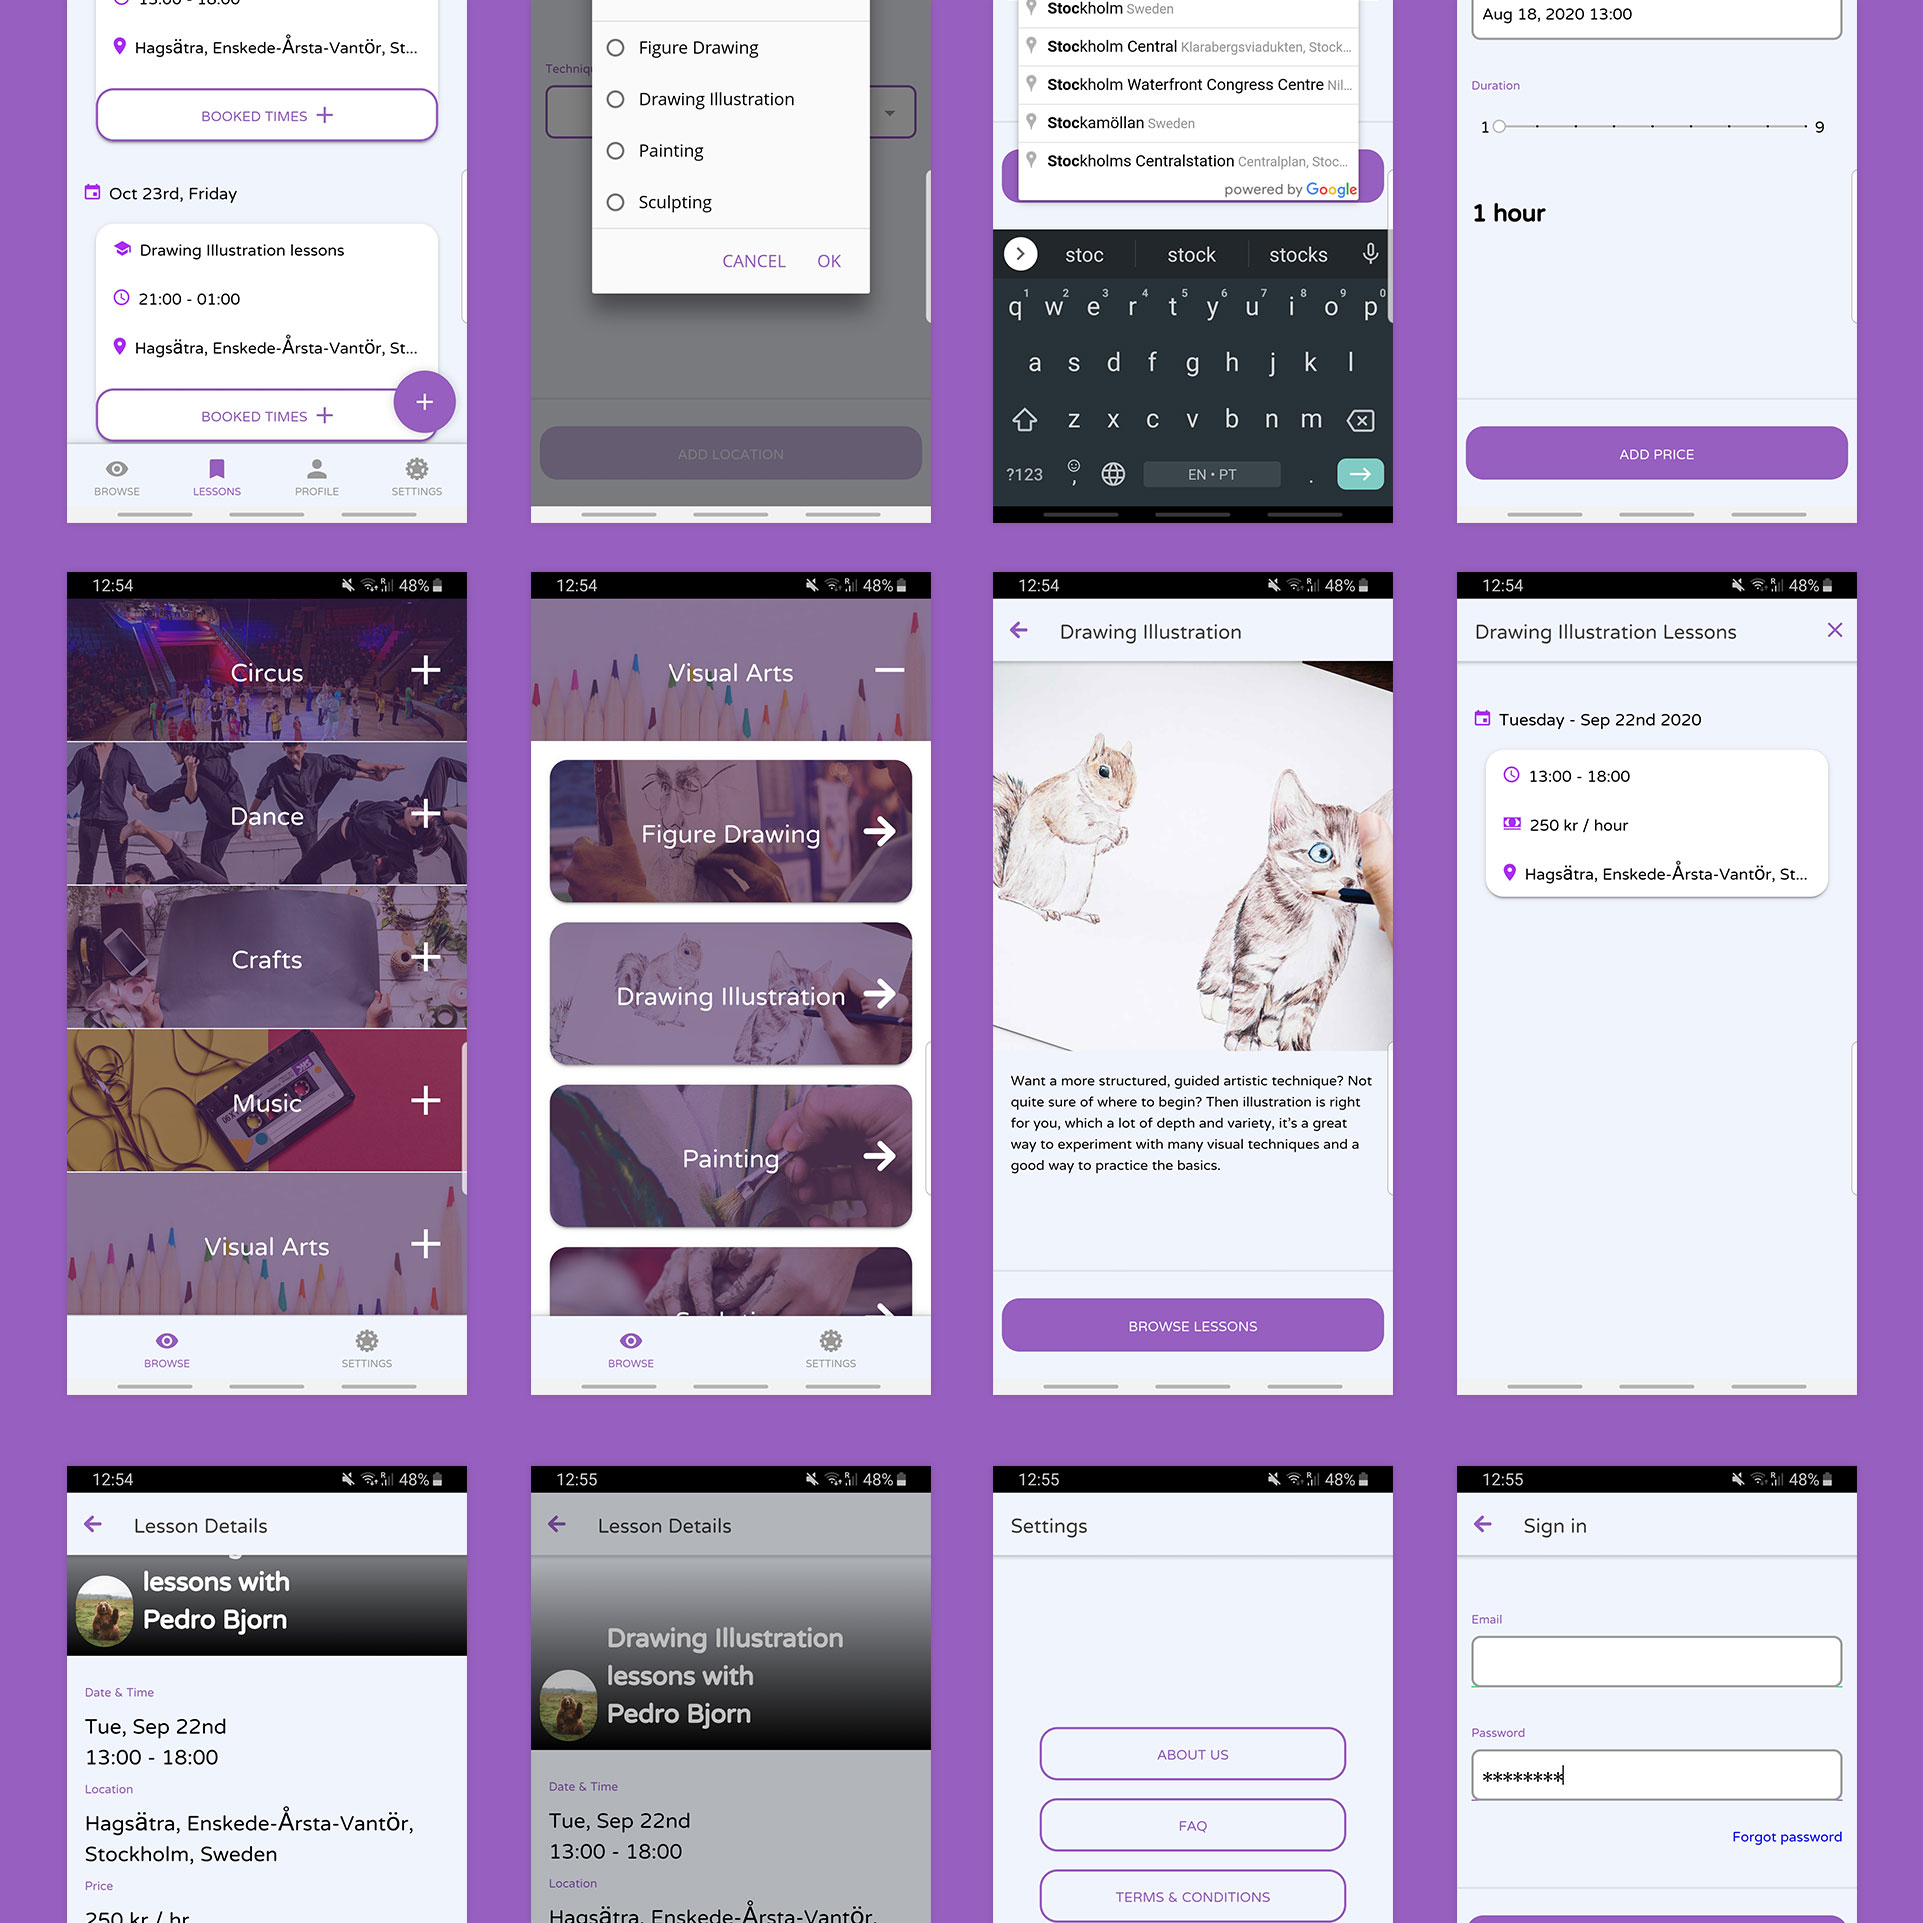 13:00 - 18:00
Hagsätra, Enskede-Årsta-Vantör, St...
BOOKED TIMES
Oct 23rd, Friday
Drawing Illustration lessons
21:00 - 01:00
Hagsätra, Enskede-Årsta-Vantör, St...
BOOKED TIMES
BROWSE
LESSONS
PROFILE
SETTINGS
Figure Drawing
Drawing Illustration
Painting
Sculpting
CANCEL OK
ADD LOCATION
Stockholm Sweden
Stockholm Central Klarabergsviadukten, Stock...
Stockholm Waterfront Congress Centre Nil...
Stockamöllan Sweden
Stockholms Centralstation Centralplan, Stoc...
powered by Google
stoc stock stocks
q1 w2 e3 r4 t5 y6 u7 i8 o9 p0
a s d f g h j k l
z x c v b n m
?123 , EN • PT .
Aug 18, 2020 13:00
Duration
1 9
1 hour
ADD PRICE
12:54 R 48%
Circus
Dance
Crafts
Music
Visual Arts
BROWSE SETTINGS
12:54 R 48%
Visual Arts
Figure Drawing
Drawing Illustration
Painting
BROWSE SETTINGS
12:54 R 48%
Drawing Illustration
Want a more structured, guided artistic technique? Not
quite sure of where to begin? Then illustration is right
for you, which a lot of depth and variety, it's a great
way to experiment with many visual techniques and a
good way to practice the basics.
BROWSE LESSONS
12:54 R 48%
Drawing Illustration Lessons
Tuesday - Sep 22nd 2020
13:00 - 18:00
250 kr / hour
Hagsätra, Enskede-Årsta-Vantör, St...
12:54 R 48%
Lesson Details
lessons with
Pedro Bjorn
Date & Time
Tue, Sep 22nd
13:00 - 18:00
Location
Hagsätra, Enskede-Årsta-Vantör,
Stockholm, Sweden
Price
250 kr / hr
12:55 R 48%
Lesson Details
Drawing Illustration
lessons with
Pedro Bjorn
Date & Time
Tue, Sep 22nd
13:00 - 18:00
Location
Hagsätra, Enskede-Årsta-Vantör,
12:55 R 48%
Settings
ABOUT US
FAQ
TERMS & CONDITIONS
12:55 R 48%
Sign in
Email
Password
********
Forgot password